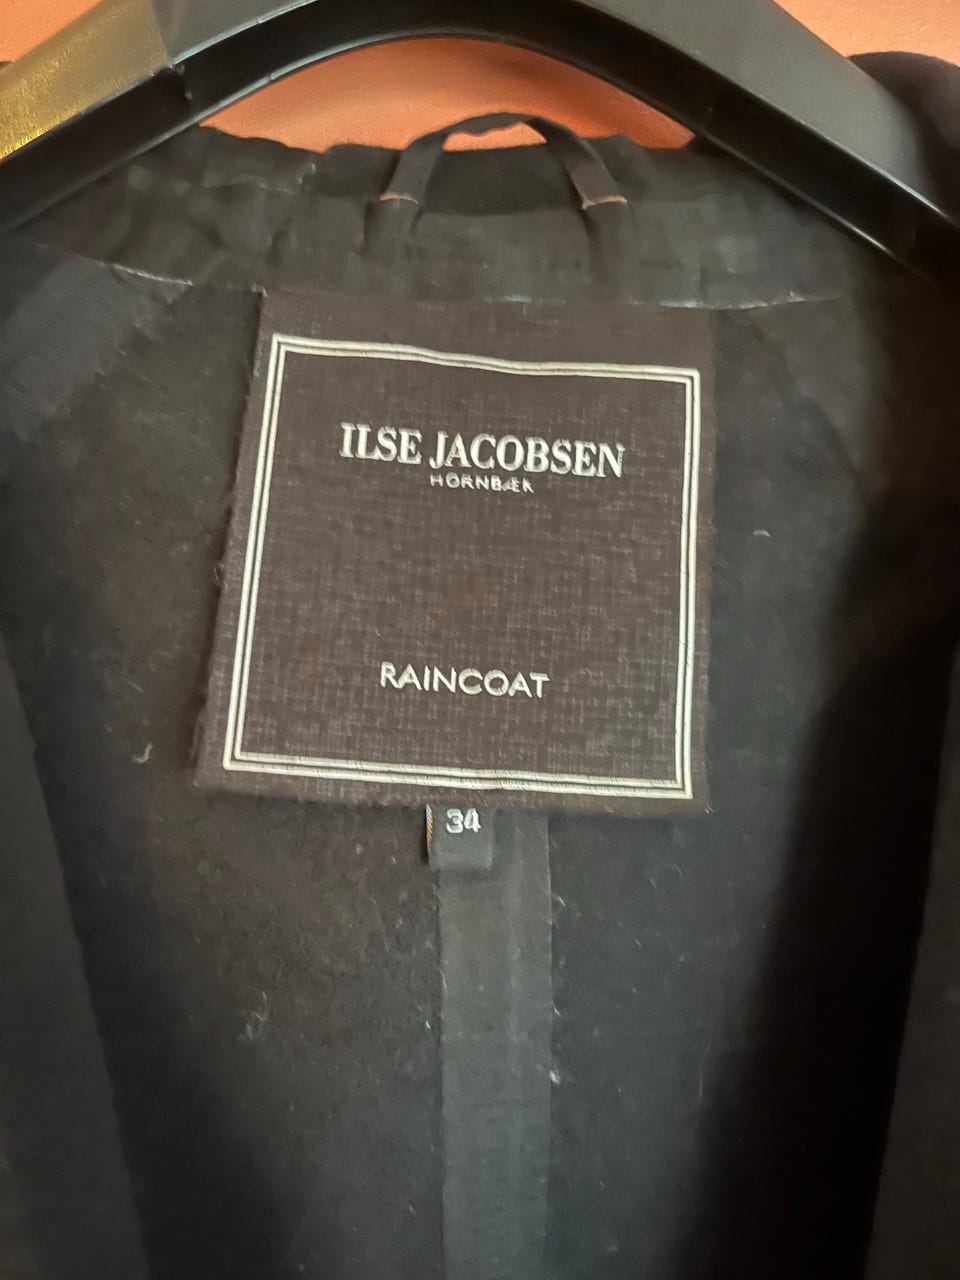 ILSE JACOBSEN
HORNBÆK
RAINCOAT
34